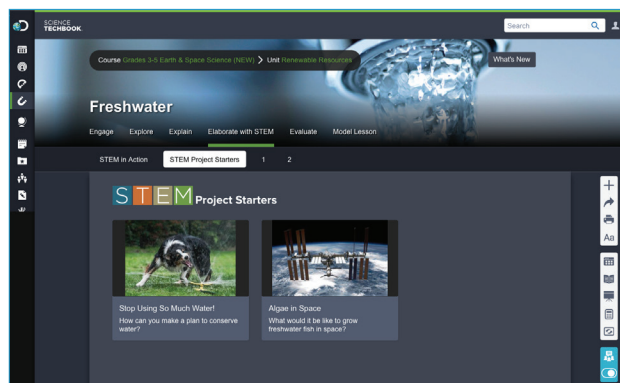 SCIENCE
TECHBOOK
Search
Course Grades 3-5 Earth & Space Science (NEW) > Unit Renewable Resources
What's New
Freshwater
Engage Explore Explain Elaborate with STEM Evaluate Model Lesson
STEM in Action STEM Project Starters 1 2
STEM Project Starters
Stop Using So Much Water!
How can you make a plan to conserve
water?
Algae in Space
What would it be like to grow
freshwater fish in space?
Aa